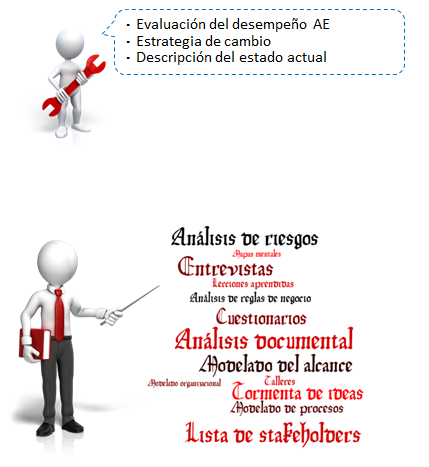 · Evaluación del desempeño AE
· Estrategia de cambio
· Descripción del estado actual
Análisis de riesgos
Mapas mentales
Entrevistas
Lecciones aprendidas
Análisis de reglas de negocio
Cuestionarios
Análisis documental
Modelado del alcance
Modelado organizacional
Talleres
Tormenta de ideas
Modelado de procesos
Lista de stakeholders